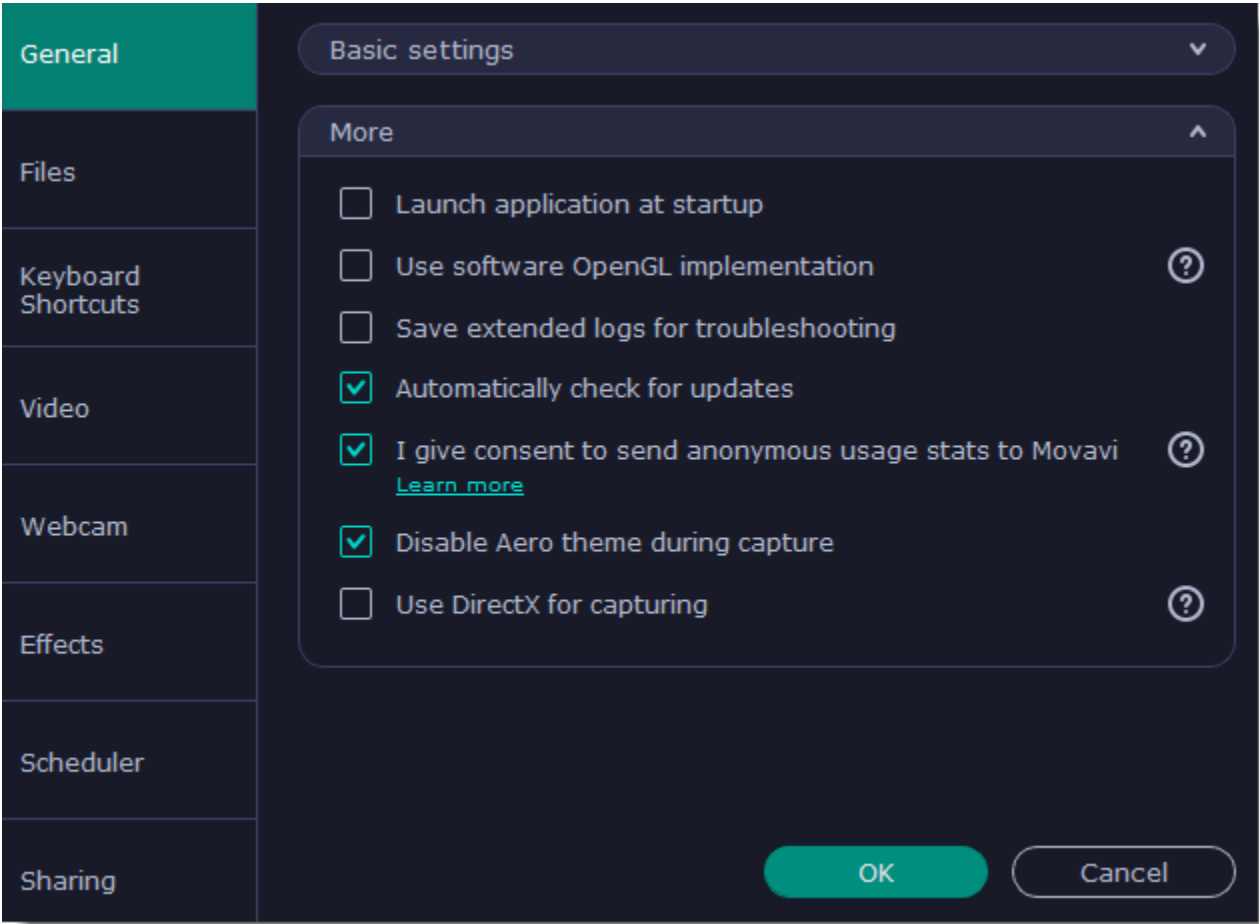 General
Files
Keyboard
Shortcuts
Video
Webcam
Effects
Scheduler
Sharing
Basic settings
More
Launch application at startup
Use software OpenGL implementation
Save extended logs for troubleshooting
Automatically check for updates
I give consent to send anonymous usage stats to Movavi
Learn more
Disable Aero theme during capture
Use DirectX for capturing
OK
Cancel